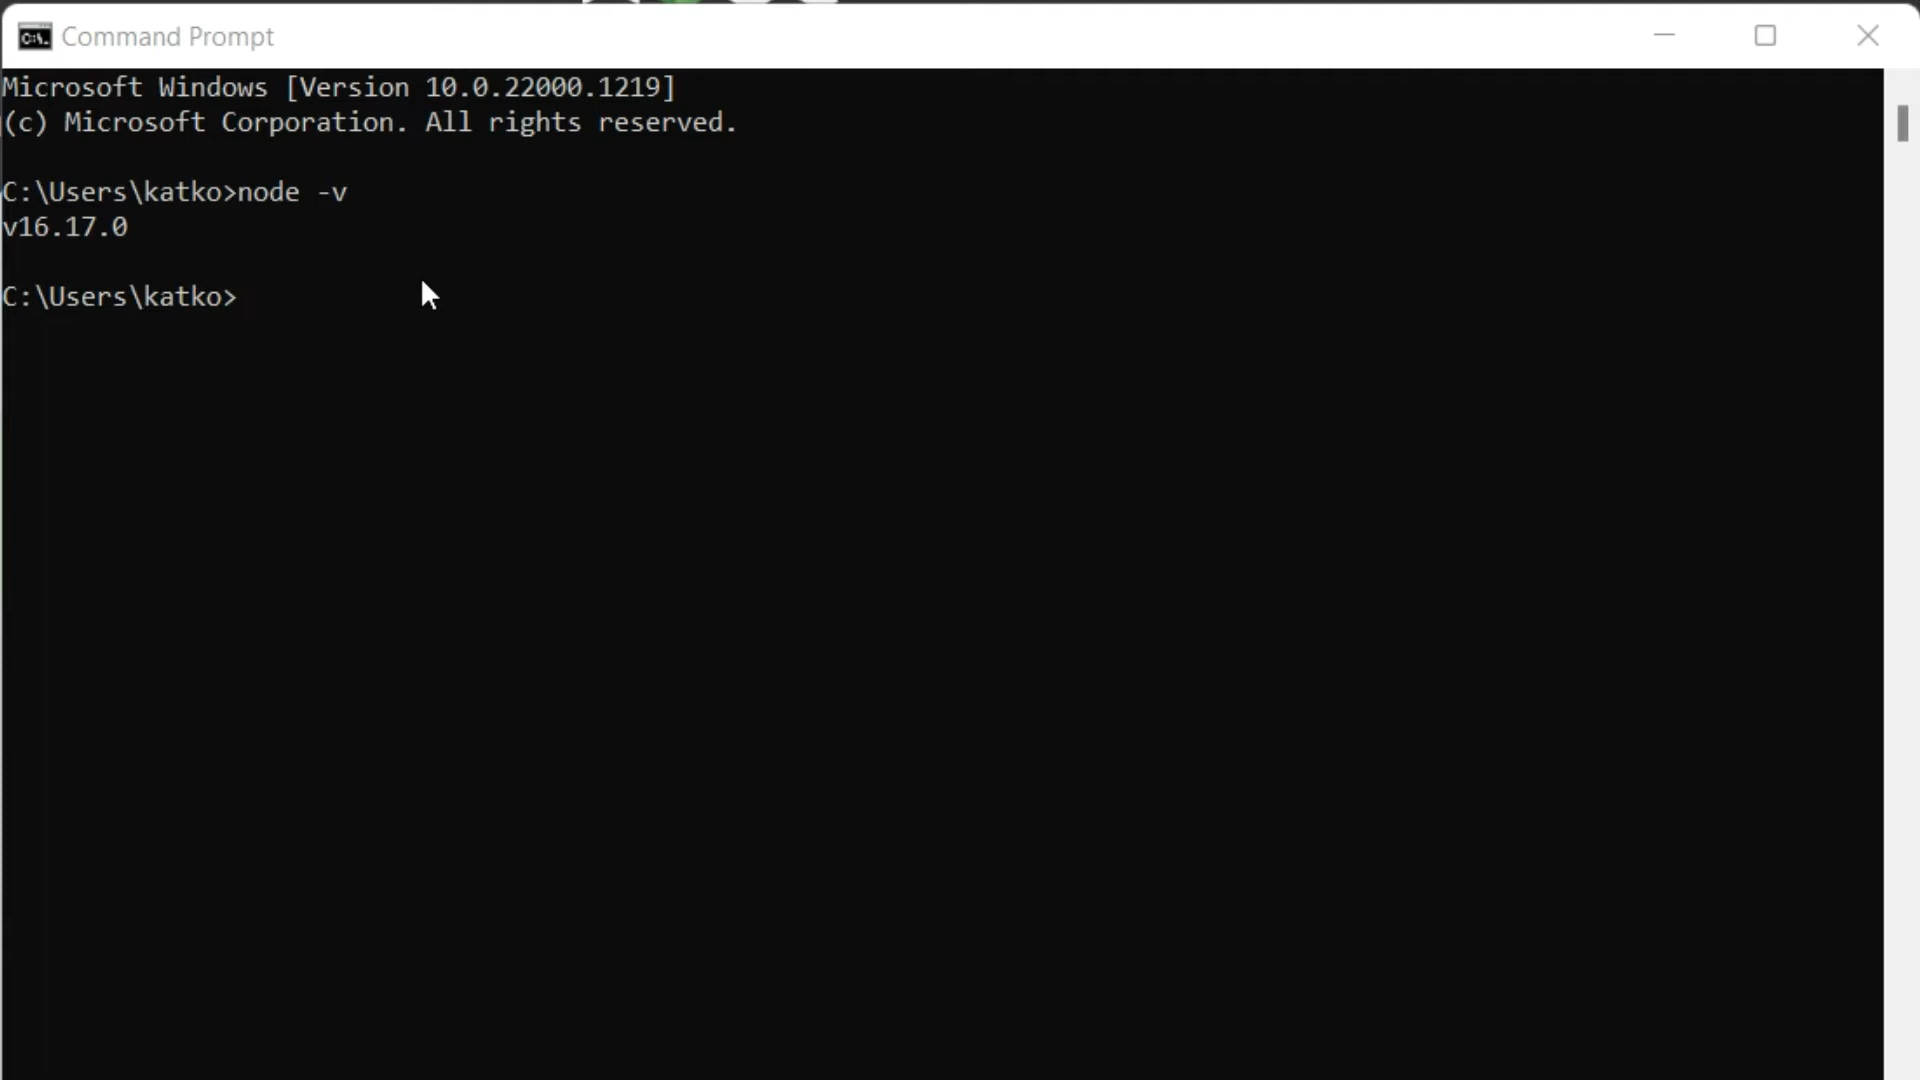 Command Prompt
Microsoft Windows [Version 10.0.22000.1219]
(c) Microsoft Corporation. All rights reserved.
C:\Users\katko>node -v
v16.17.0
C:\Users\katko>